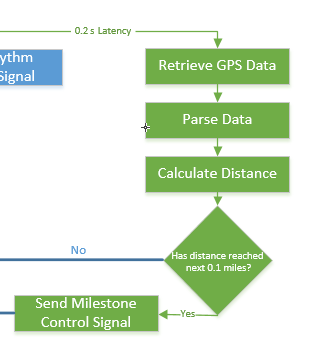 0.2 s Latency
ythm
Signal
Retrieve GPS Data
Parse Data
Calculate Distance
Has distance reached
next 0.1 miles?
No
Yes
Send Milestone
Control Signal